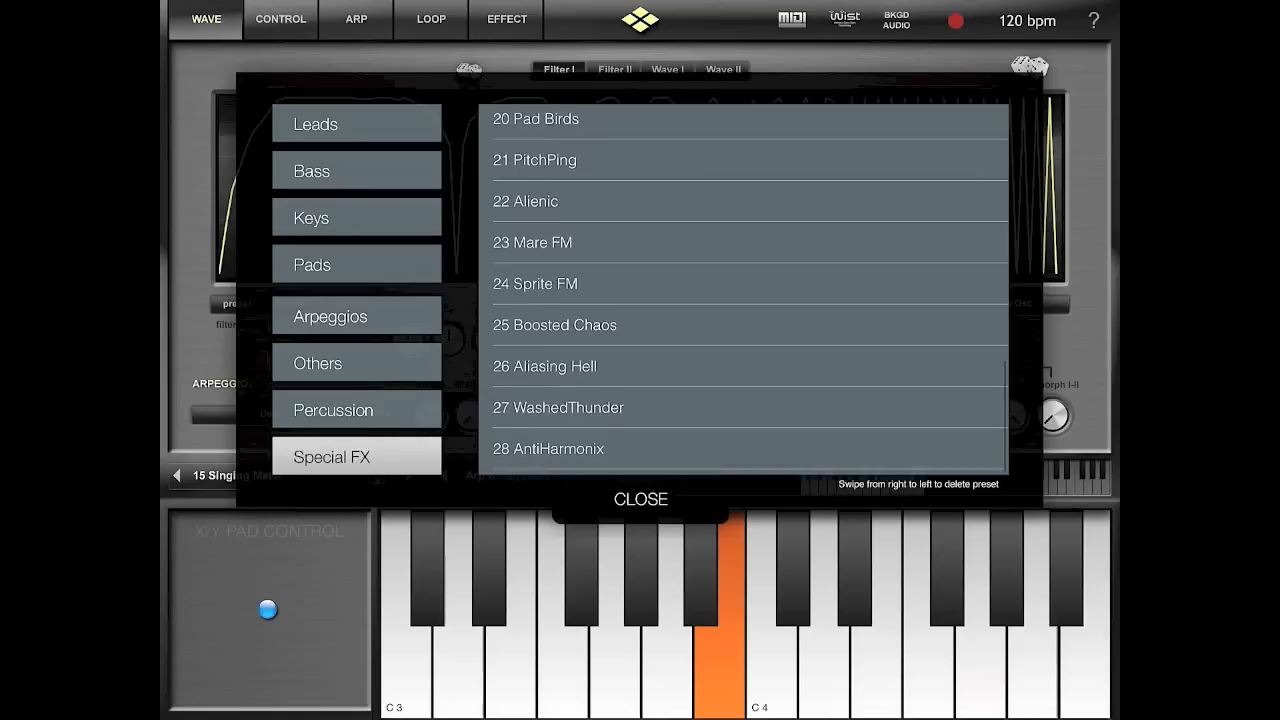 WAVE
CONTROL
ARP
LOOP
EFFECT
MIDI
WIST
BKGD
AUDIO
120 bpm
?
Filter I
Filter II
Wave I
Wave II
Leads
Bass
Keys
Pads
Arpeggios
Others
Percussion
Special FX
20 Pad Birds
21 PitchPing
22 Alienic
23 Mare FM
24 Sprite FM
25 Boosted Chaos
26 Aliasing Hell
27 WashedThunder
28 AntiHarmonix
Swipe from right to left to delete preset
CLOSE
15 Singing
X/Y PAD CONTROL
C 3
C 4